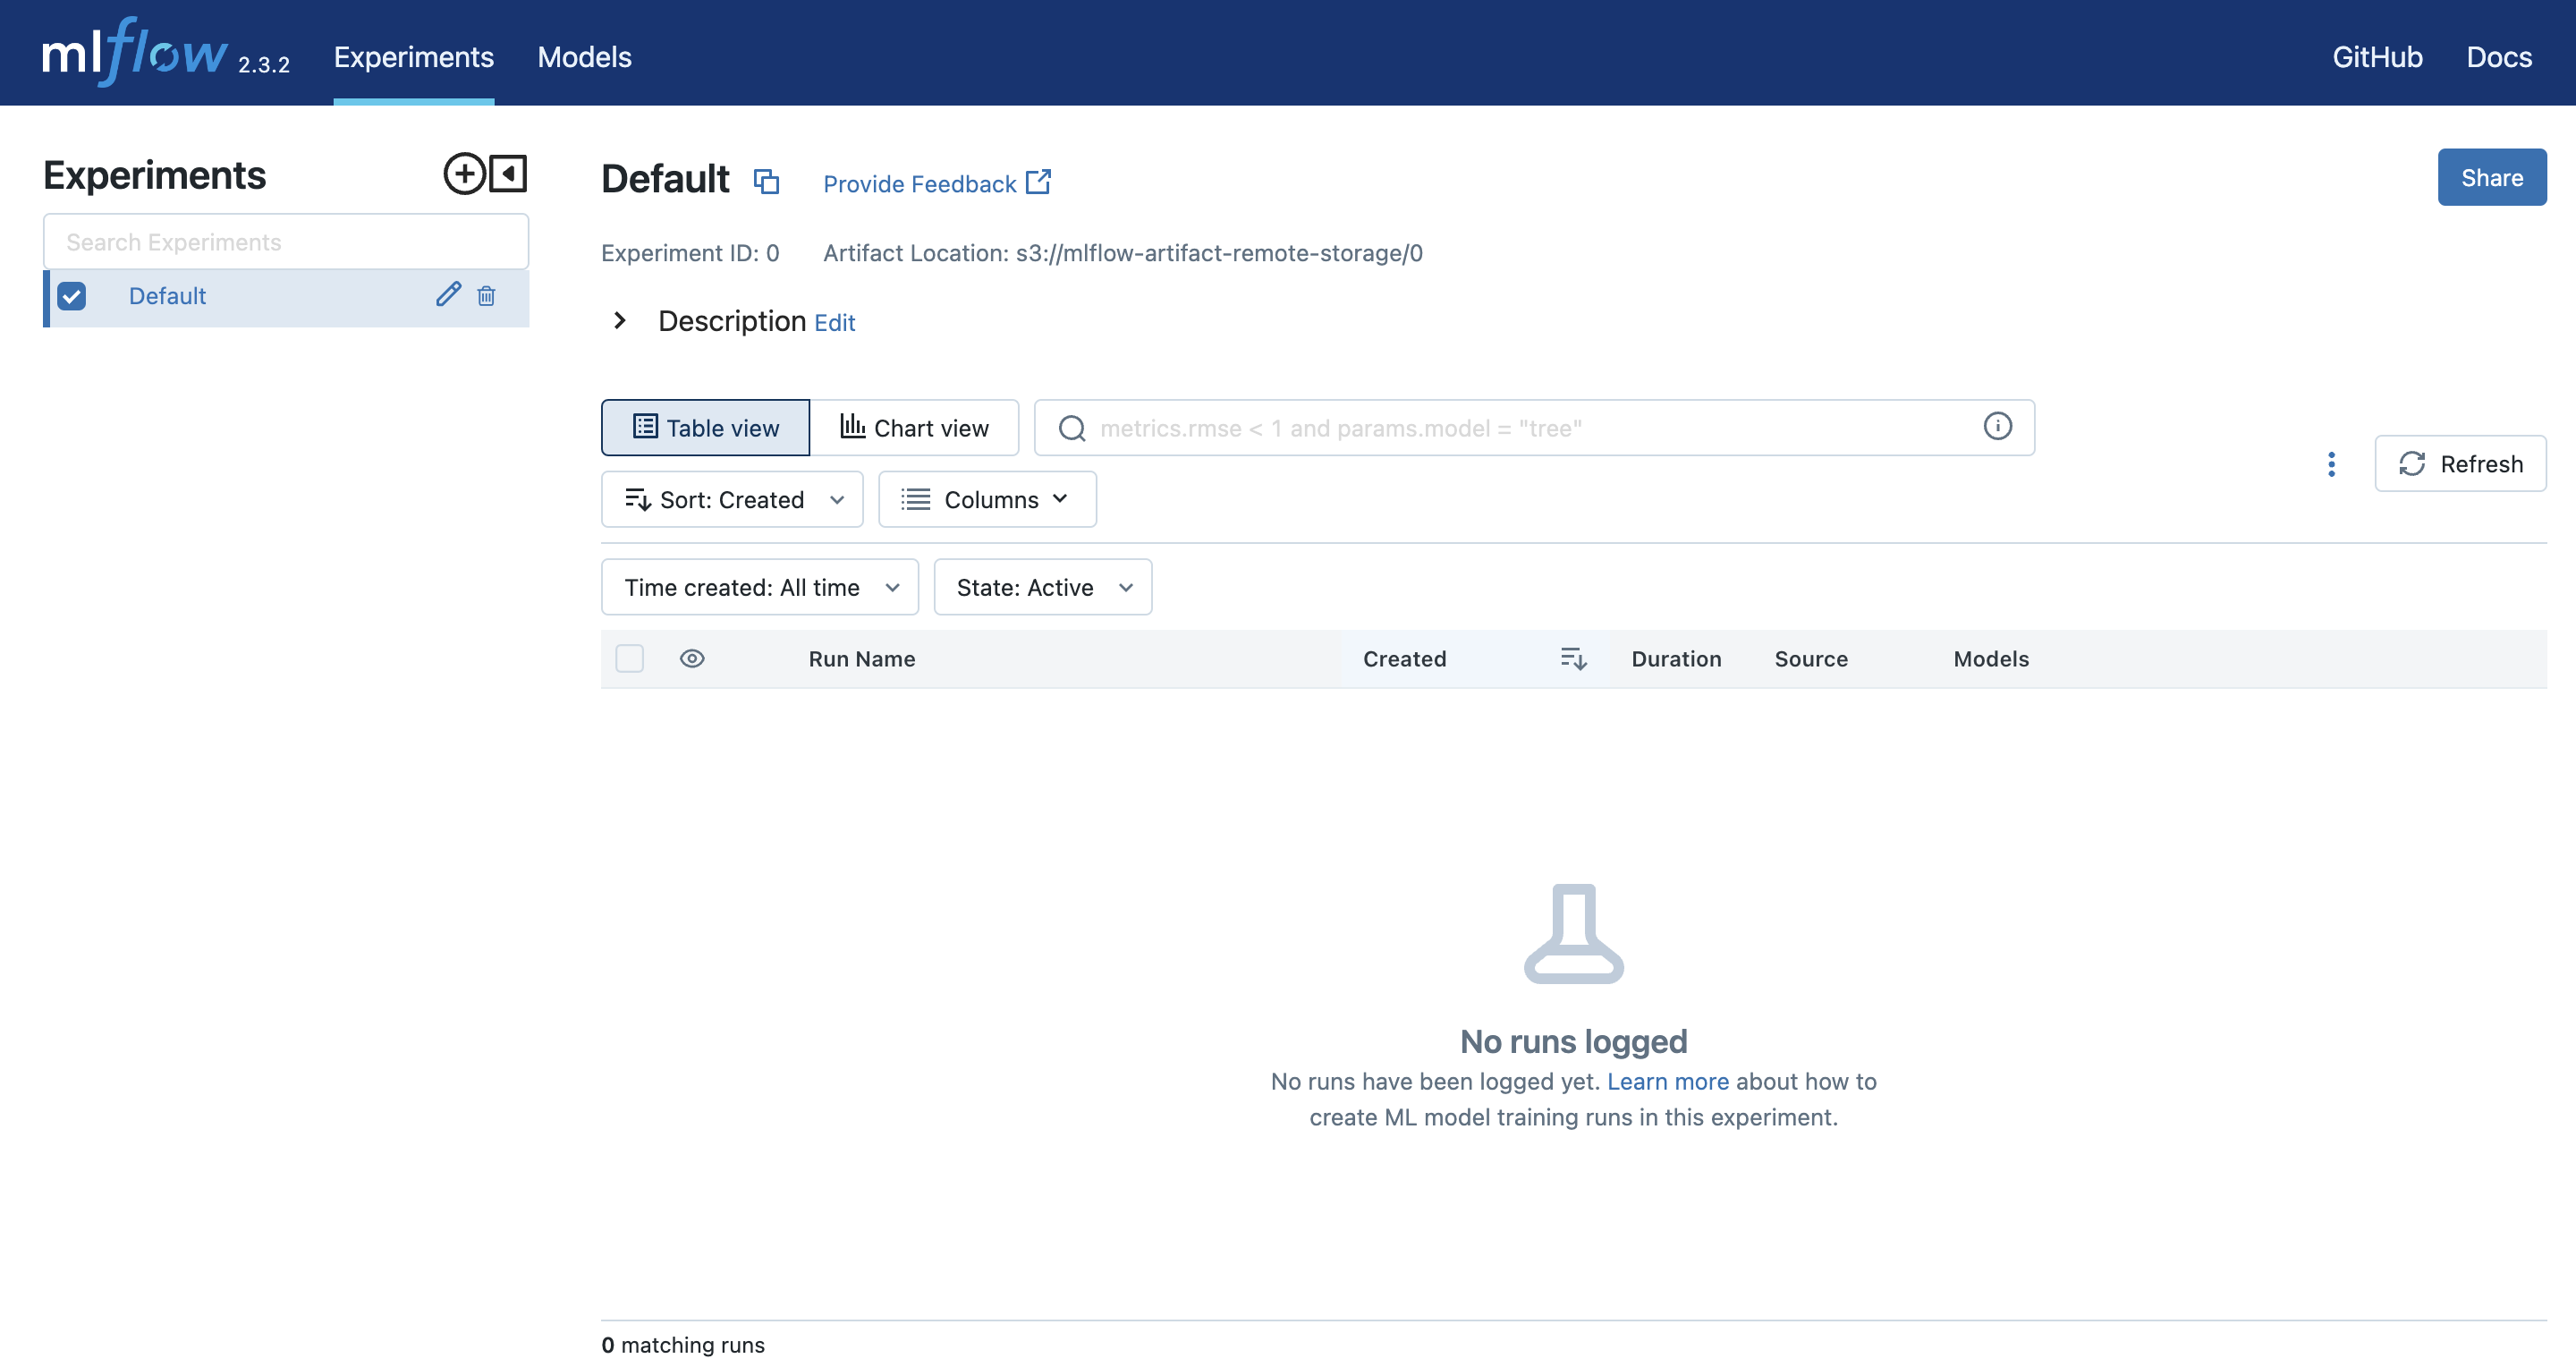 mlflow 2.3.2 Experiments Models GitHub Docs
Experiments
Search Experiments
Default
Default Provide Feedback Share
Experiment ID: 0 Artifact Location: s3://mlflow-artifact-remote-storage/0
Description Edit
Table view Chart view metrics.rmse < 1 and params.model = "tree"
Refresh
Sort: Created Columns
Time created: All time State: Active
Run Name Created Duration Source Models
No runs logged
No runs have been logged yet. Learn more about how to
create ML model training runs in this experiment.
0 matching runs